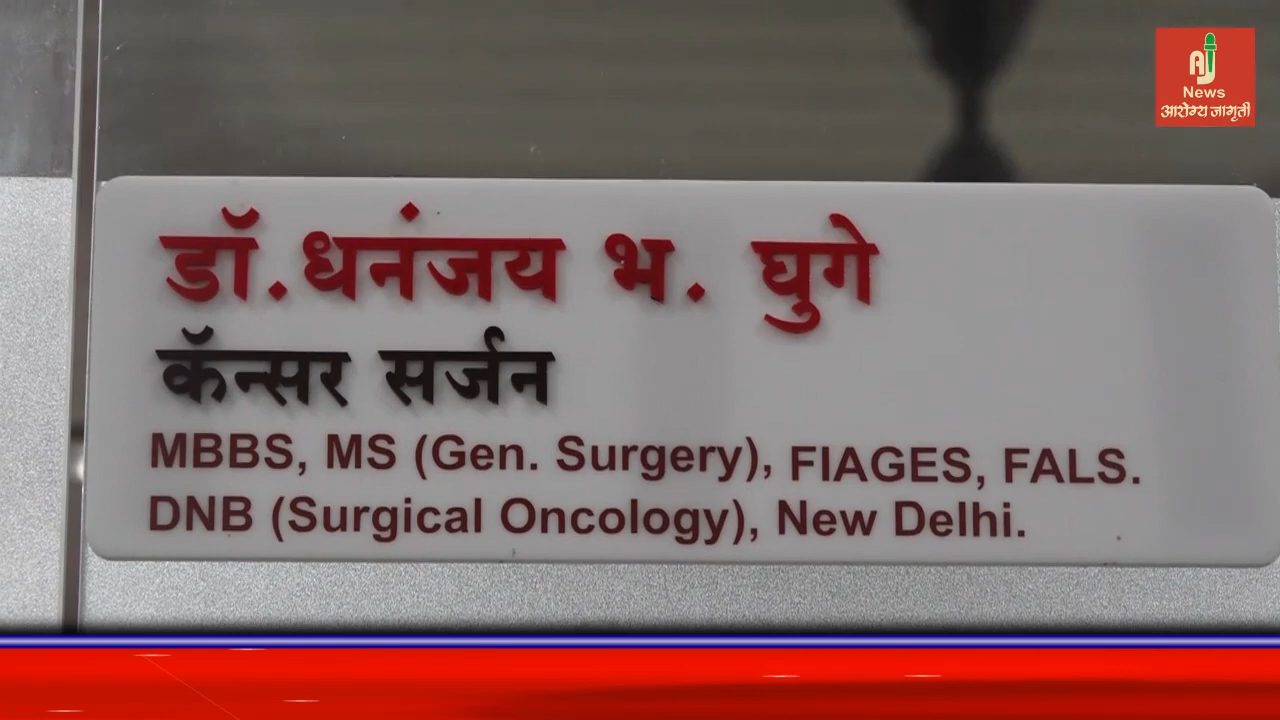 AJ
News
आरोग्य जागृती
डॉ.धनंजय भ. घुगे
कॅन्सर सर्जन
MBBS, MS (Gen. Surgery), FIAGES, FALS.
DNB (Surgical Oncology), New Delhi.